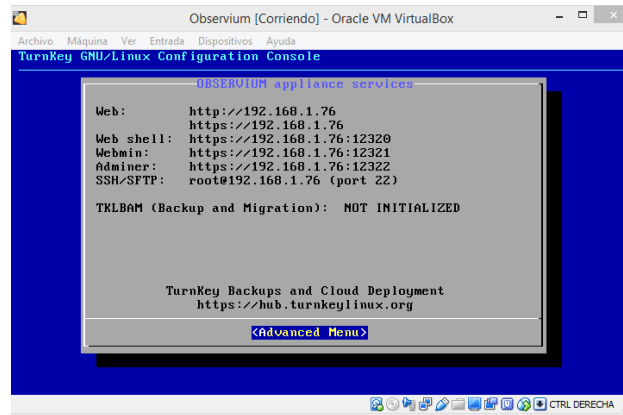 Observium [Corriendo] - Oracle VM VirtualBox
Archivo Máquina Ver Entrada Dispositivos Ayuda
TurnKey GNU/Linux Configuration Console
OBSERVIUM appliance services
Web: http://192.168.1.76
https://192.168.1.76
Web shell: https://192.168.1.76:12320
Webmin: https://192.168.1.76:12321
Adminer: https://192.168.1.76:12322
SSH/SFTP: root@192.168.1.76 (port 22)
TKLBAM (Backup and Migration): NOT INITIALIZED
TurnKey Backups and Cloud Deployment
https://hub.turnkeylinux.org
<Advanced Menu>
CTRL DERECHA